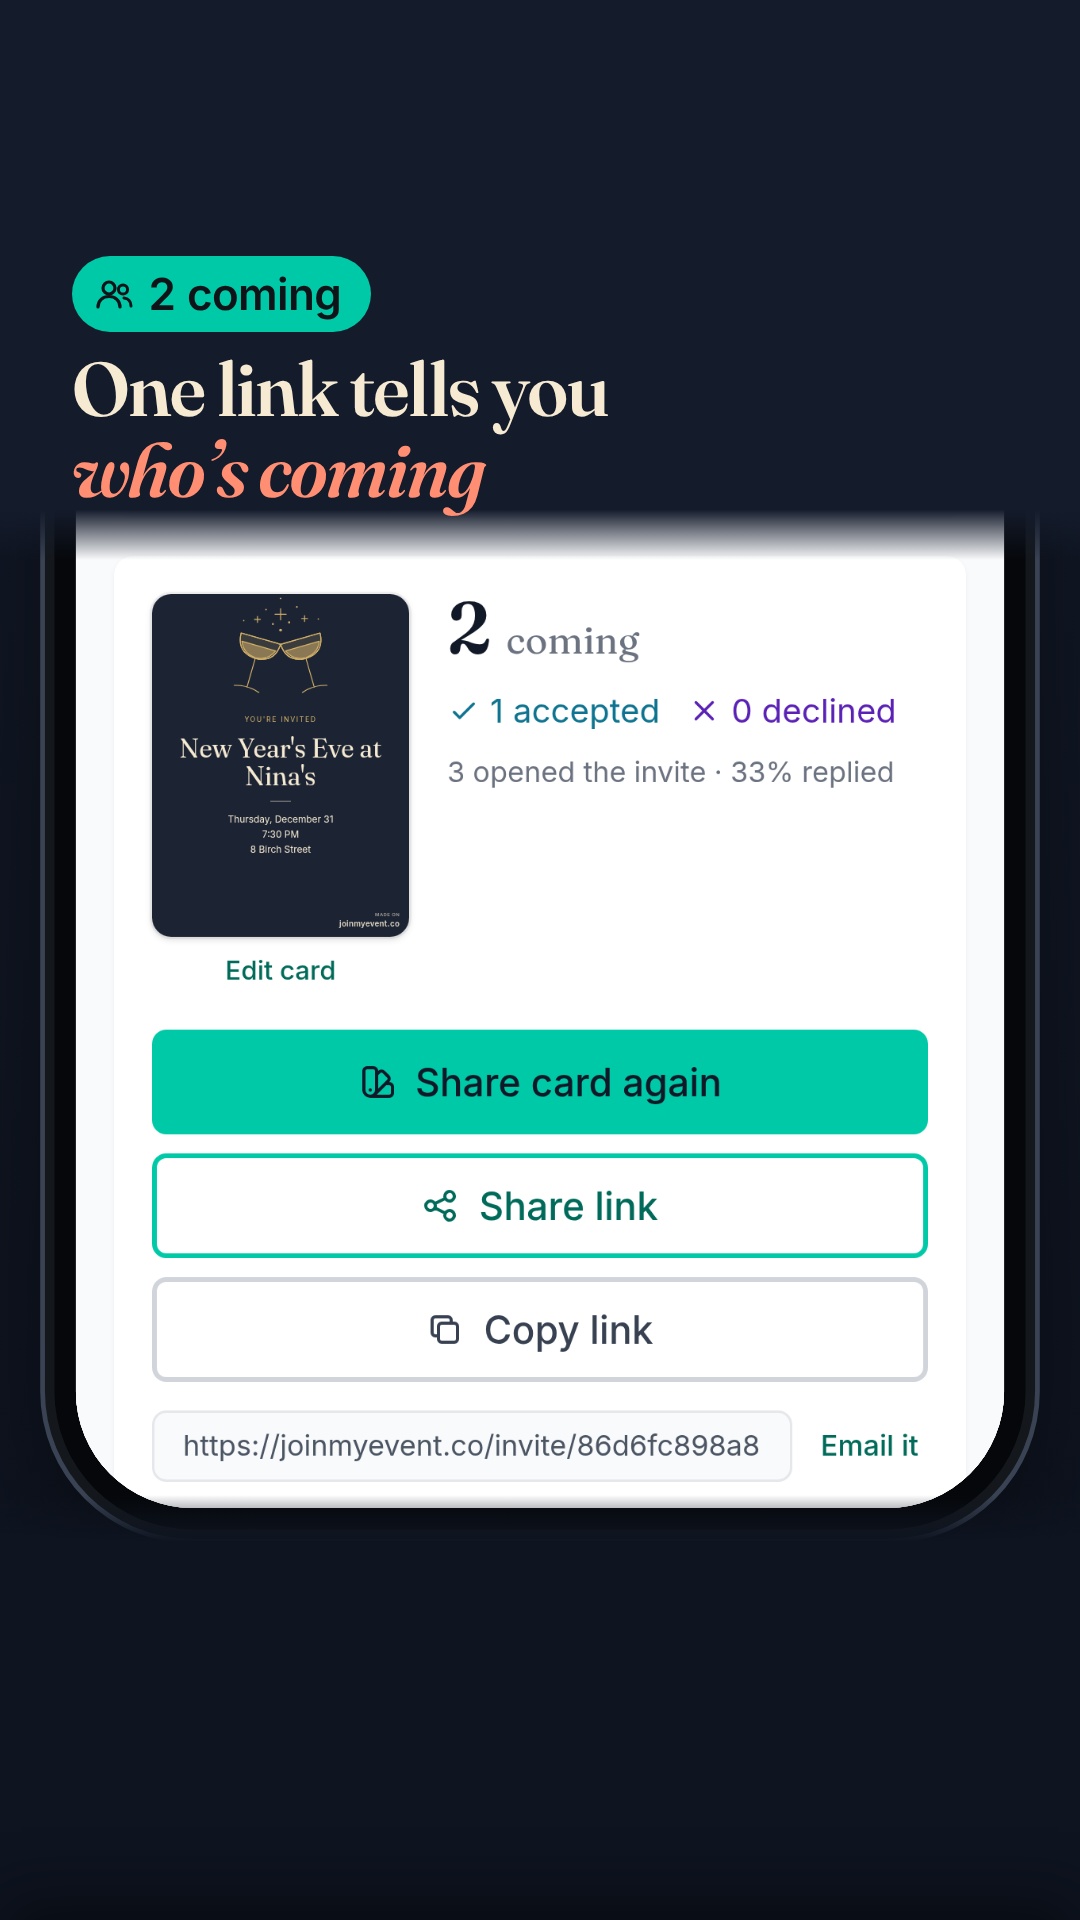 2 coming
One link tells you
who's coming
2 coming
1 accepted 0 declined
3 opened the invite · 33% replied
YOU'RE INVITED
New Year's Eve at
Nina's
Thursday, December 31
7:30 PM
8 Birch Street
MADE ON
joinmyevent.co
Edit card
Share card again
Share link
Copy link
https://joinmyevent.co/invite/86d6fc898a8
Email it